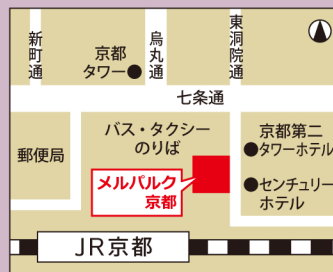 新町通
京都
タワー●
烏丸通
東洞院通
七条通
郵便局
バス・タクシー
のりば
メルパルク
京都
京都第二
●タワーホテル
●センチュリー
ホテル
JR京都